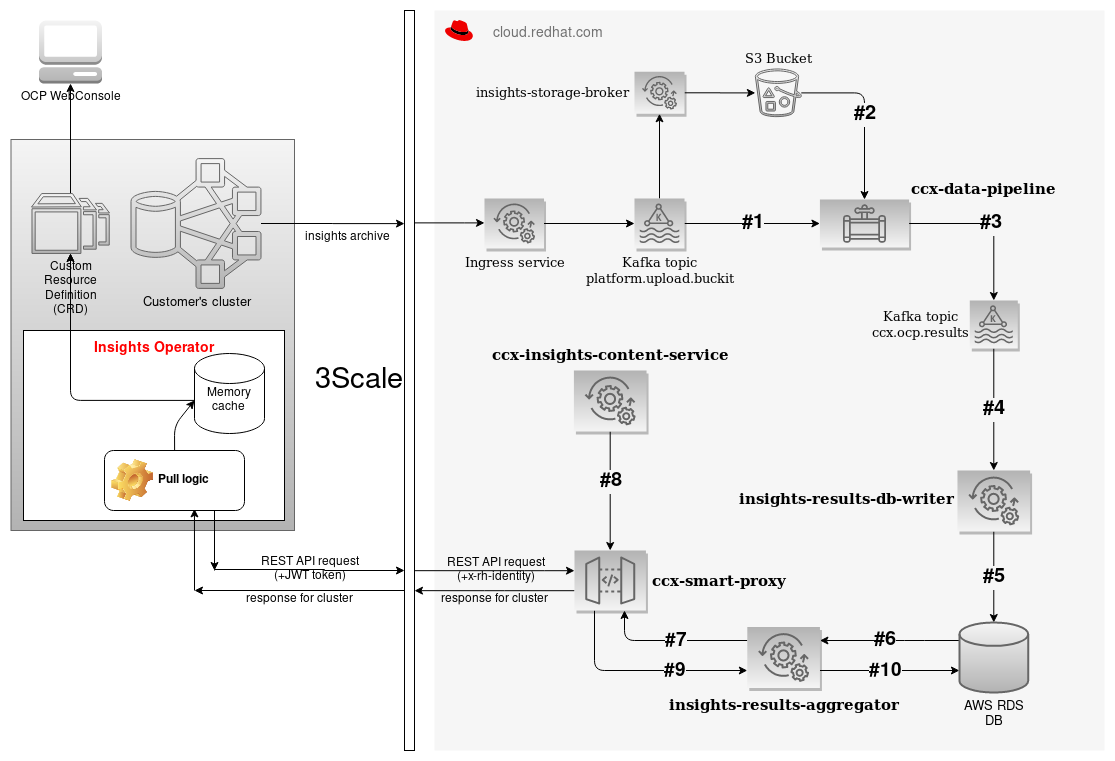 cloud.redhat.com
OCP WebConsole
S3 Bucket
insights-storage-broker
#2
ccx-data-pipeline
#1
#3
insights archive
Ingress service
Kafka topic
platform.upload.buckit
Custom
Resource
Definition
(CRD)
Customer's cluster
Kafka topic
ccx.ocp.results
Insights Operator
3Scale
ccx-insights-content-service
Memory
cache
#4
Pull logic
#8
insights-results-db-writer
REST API request
(+JWT token)
response for cluster
REST API request
(+x-rh-identity)
response for cluster
ccx-smart-proxy
#5
#7
#6
#9
#10
insights-results-aggregator
AWS RDS
DB
K
K
</>